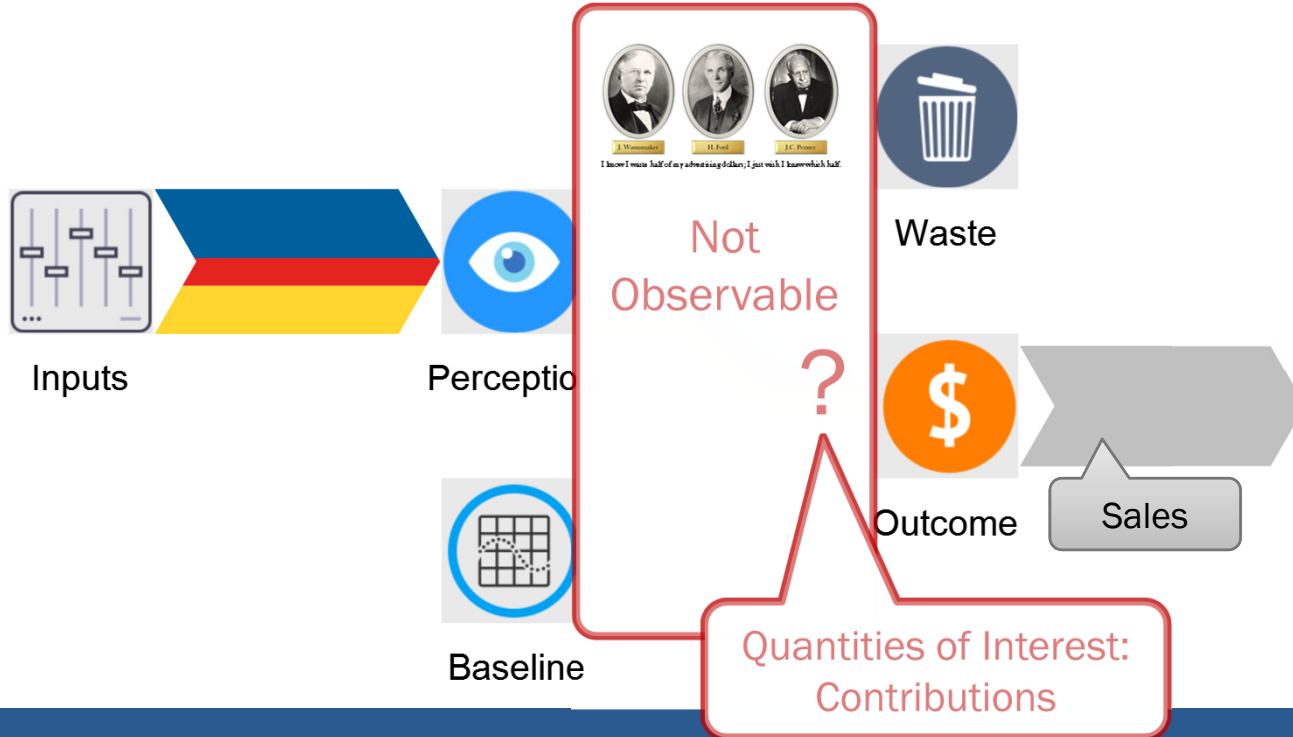 J. Wannamaker
H. Ford
J.C. Penney
I know I waste half of my advertising dollars; I just wish I knew which half.
Not
Observable
?
Waste
Inputs
Perceptio
$
Outcome
Sales
Baseline
Quantities of Interest:
Contributions